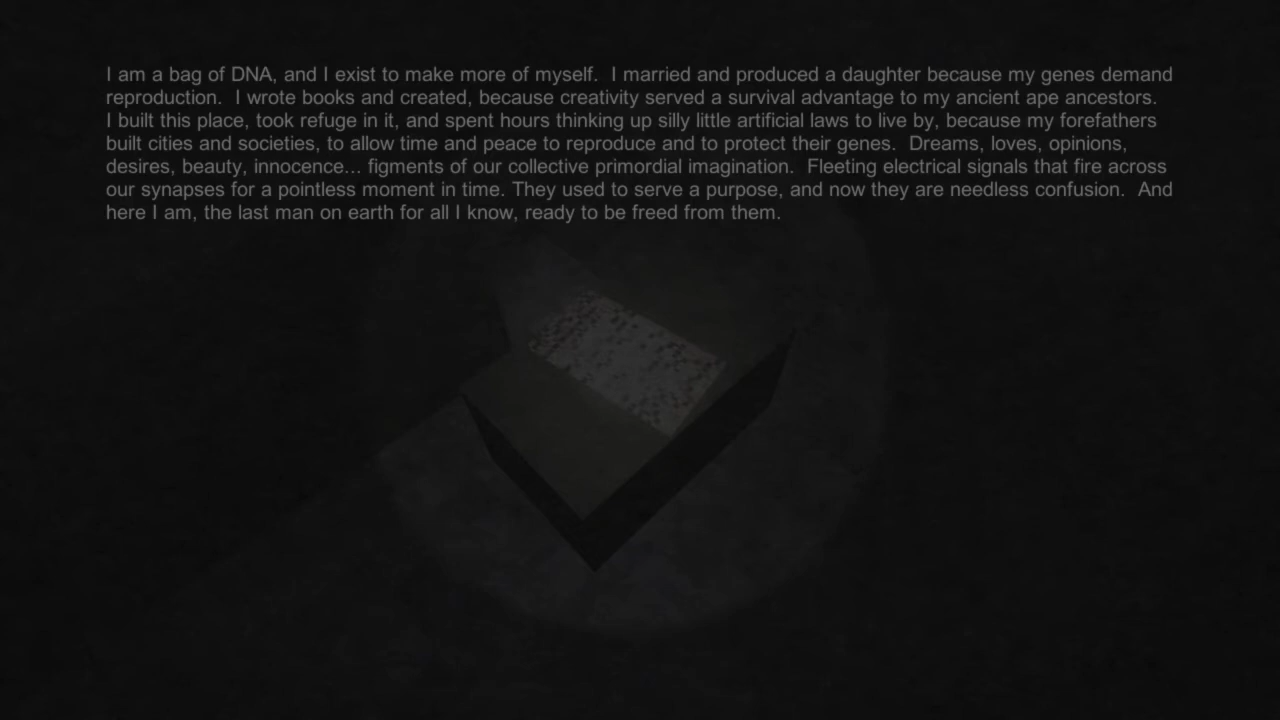 I am a bag of DNA, and I exist to make more of myself.  I married and produced a daughter because my genes demand
reproduction.  I wrote books and created, because creativity served a survival advantage to my ancient ape ancestors.
I built this place, took refuge in it, and spent hours thinking up silly little artificial laws to live by, because my forefathers
built cities and societies, to allow time and peace to reproduce and to protect their genes.  Dreams, loves, opinions,
desires, beauty, innocence... figments of our collective primordial imagination.  Fleeting electrical signals that fire across
our synapses for a pointless moment in time. They used to serve a purpose, and now they are needless confusion.  And
here I am, the last man on earth for all I know, ready to be freed from them.